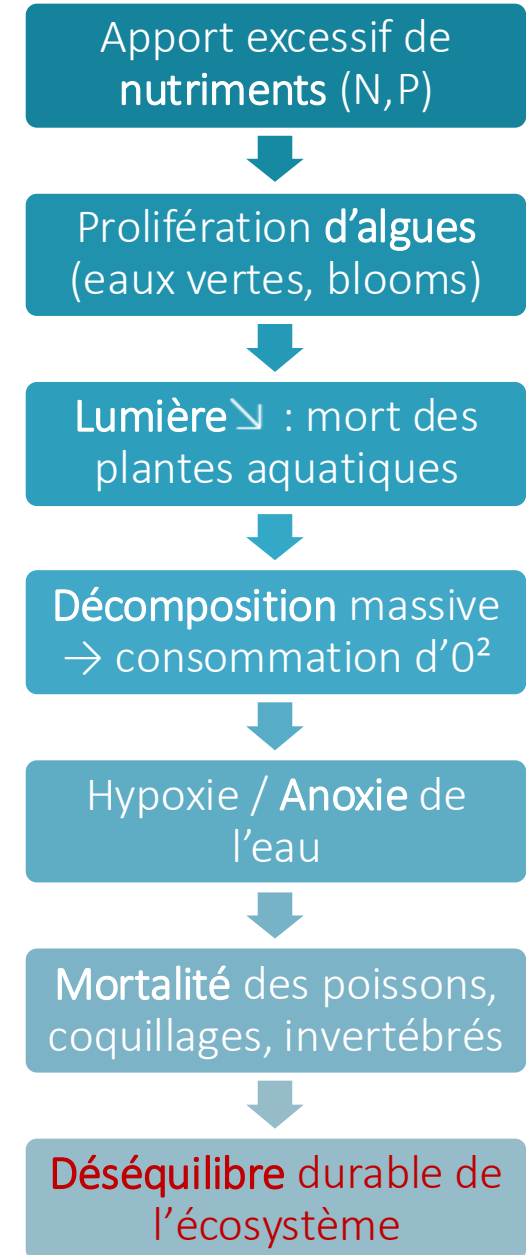 Apport excessif de
nutriments (N,P)
Prolifération d'algues
(eaux vertes, blooms)
Lumière↘ : mort des
plantes aquatiques
Décomposition massive
→ consommation d'0²
Hypoxie / Anoxie de
l'eau
Mortalité des poissons,
coquillages, invertébrés
Déséquilibre durable de
l'écosystème